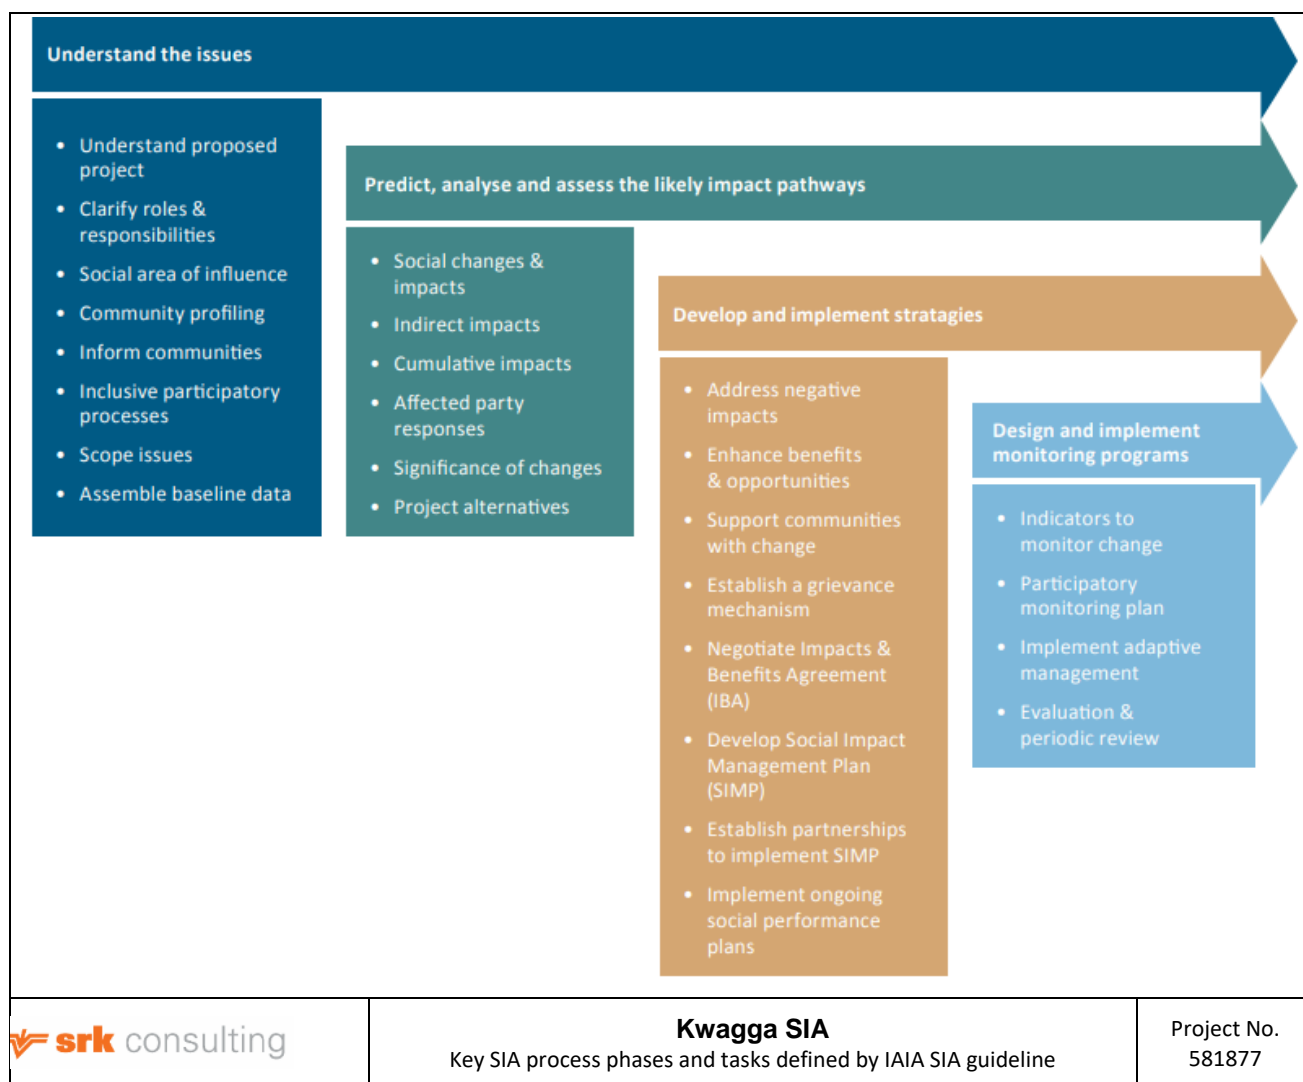 Understand the issues
• Understand proposed
project
• Clarify roles &
responsibilities
• Social area of influence
• Community profiling
• Inform communities
• Inclusive participatory
processes
• Scope issues
• Assemble baseline data
Predict, analyse and assess the likely impact pathways
• Social changes &
impacts
• Indirect impacts
• Cumulative impacts
• Affected party
responses
• Significance of changes
• Project alternatives
Develop and implement stratagies
• Address negative
impacts
• Enhance benefits
& opportunities
• Support communities
with change
• Establish a grievance
mechanism
• Negotiate Impacts &
Benefits Agreement
(IBA)
• Develop Social Impact
Management Plan
(SIMP)
• Establish partnerships
to implement SIMP
• Implement ongoing
social performance
plans
Design and implement
monitoring programs
• Indicators to
monitor change
• Participatory
monitoring plan
• Implement adaptive
management
• Evaluation &
periodic review
srk consulting
Kwagga SIA
Key SIA process phases and tasks defined by IAIA SIA guideline
Project No.
581877